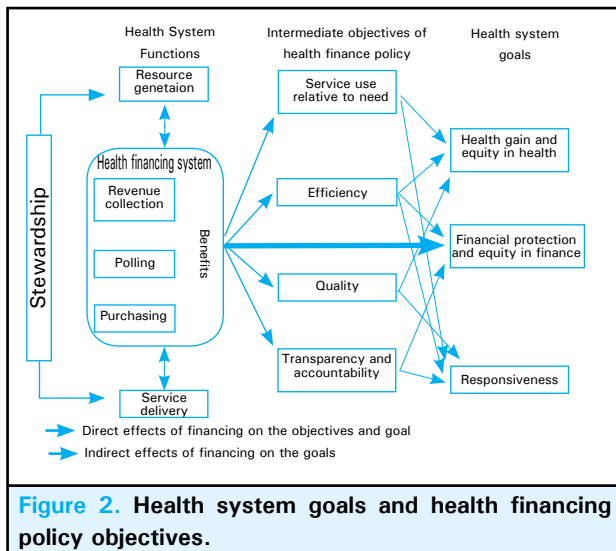 Health System
Functions
Intermediate objectives of
health finance policy
Health system
goals
Resource
genetaion
Stewardship
Health financing system
Revenue
collection
Polling
Purchasing
Benefits
Service
delivery
Service use
relative to need
Efficiency
Quality
Transparency and
accountability
Health gain and
equity in health
Financial protection
and equity in finance
Responsiveness
Direct effects of financing on the objectives and goal
Indirect effects of financing on the goals
Figure 2. Health system goals and health financing
policy objectives.